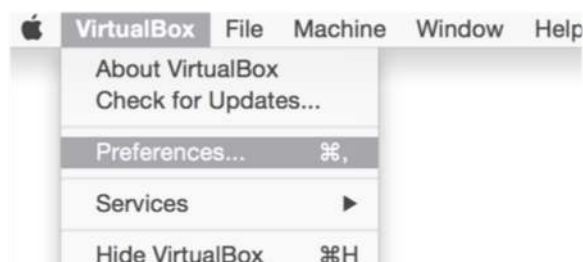 VirtualBox File Machine Window Help
About VirtualBox
Check for Updates...
Preferences... ⌘,
Services ▶
Hide VirtualBox ⌘H